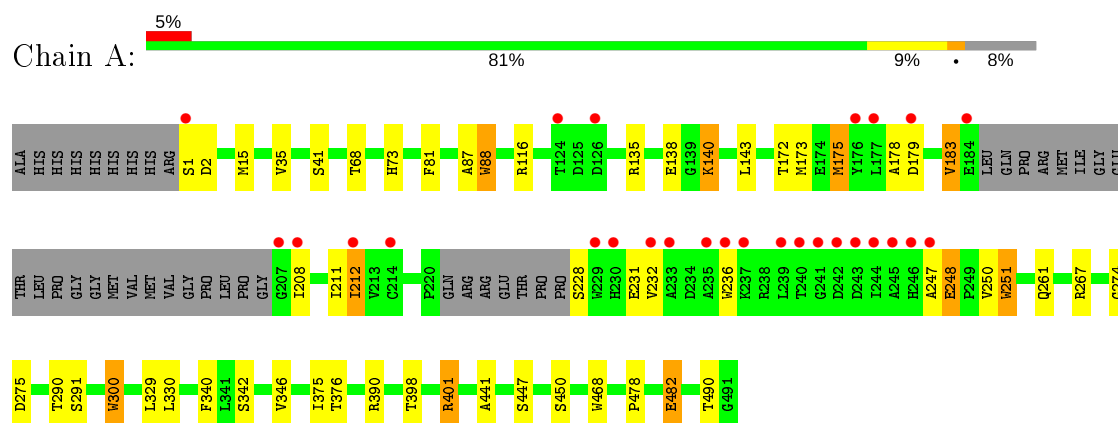 5%
Chain A:
81% 9% • 8%
ALA HIS HIS HIS HIS HIS HIS HIS ARG S1 D2 M15 V35 S41 T68 H73 F81 A87 W88 R116 T124 D125 D126 R135 E138 G139 K140 L143 T172 M173 E174 M175 Y176 L177 A178 D179 V183 E184 LEU GLN PRO ARG MET ILE GLY GLU
THR LEU PRO GLY GLY MET VAL MET VAL GLY PRO LEU PRO GLY G207 I208 I211 I212 V213 C214 P220 GLN ARG ARG GLU THR PRO PRO S228 W229 H230 E231 V232 A233 D234 A235 W236 K237 R238 L239 T240 G241 D242 D243 I244 A245 H246 A247 E248 P249 V250 W251 Q261 R267 G274
D275 T290 S291 W300 L329 L330 F340 L341 S342 V346 I375 T376 R390 T398 R401 A441 S447 S450 W468 P478 E482 T490 G491